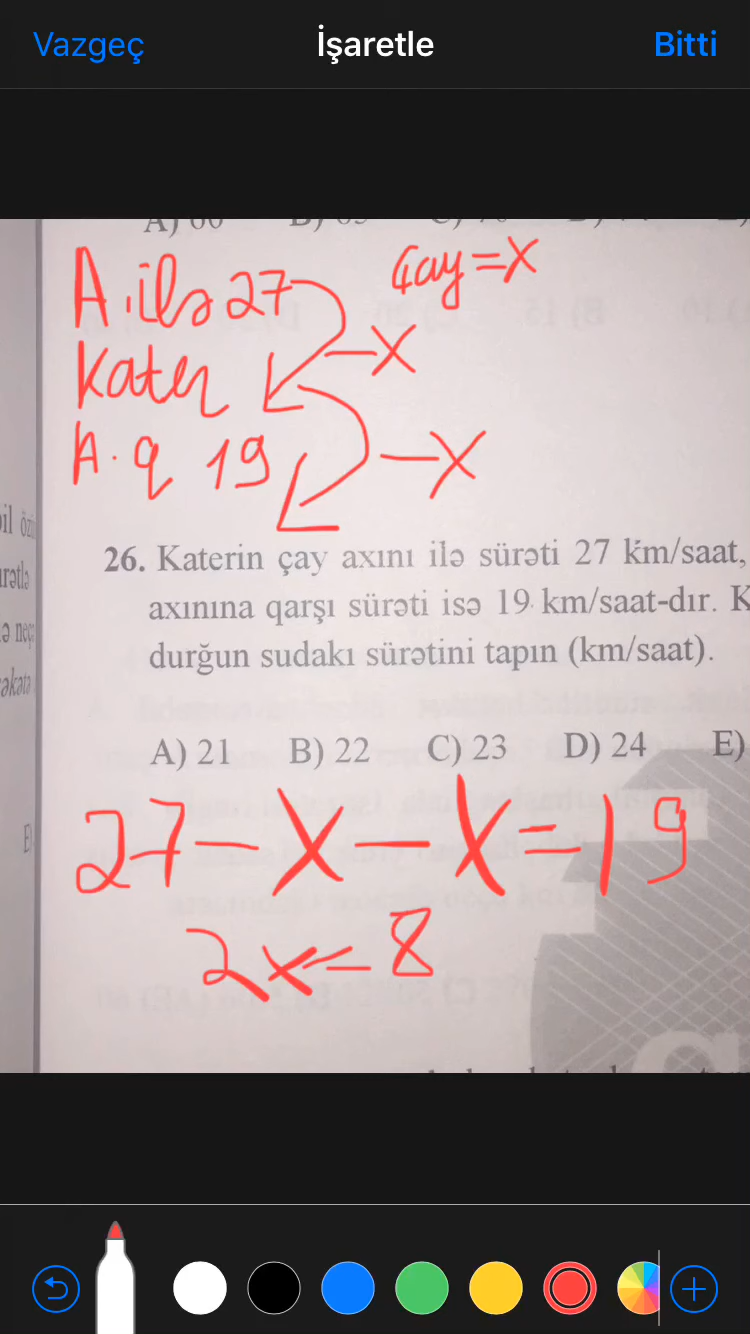 Vazgeç İşaretle Bitti
A.ilə 27 Çay=X
Kater -X
A.q 19 -X
26. Katerin çay axını ilə sürəti 27 km/saat,
axınına qarşı sürəti isə 19 km/saat-dır. K
durğun sudakı sürətini tapın (km/saat).
A) 21 B) 22 C) 23 D) 24 E)
27-X-X=19
2x=8